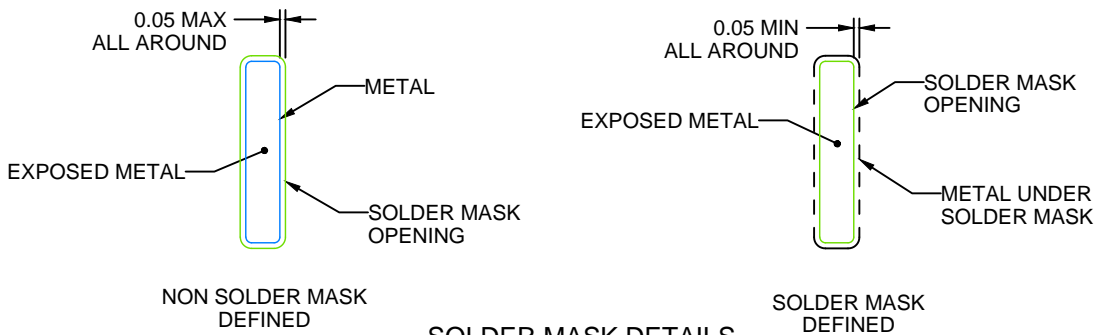 0.05 MAX
ALL AROUND
METAL
EXPOSED METAL
SOLDER MASK
OPENING
NON SOLDER MASK
DEFINED
0.05 MIN
ALL AROUND
SOLDER MASK
OPENING
EXPOSED METAL
METAL UNDER
SOLDER MASK
SOLDER MASK
DEFINED
SOLDER MASK DETAILS